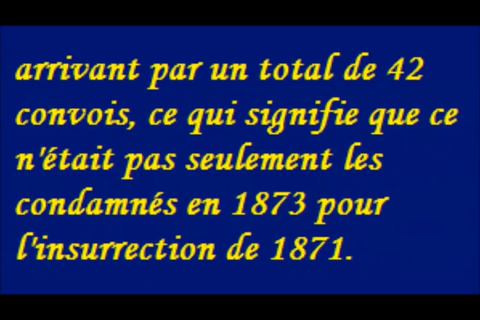 arrivant par un total de 42
convois, ce qui signifie que ce
n'était pas seulement les
condamnés en 1873 pour
l'insurrection de 1871.